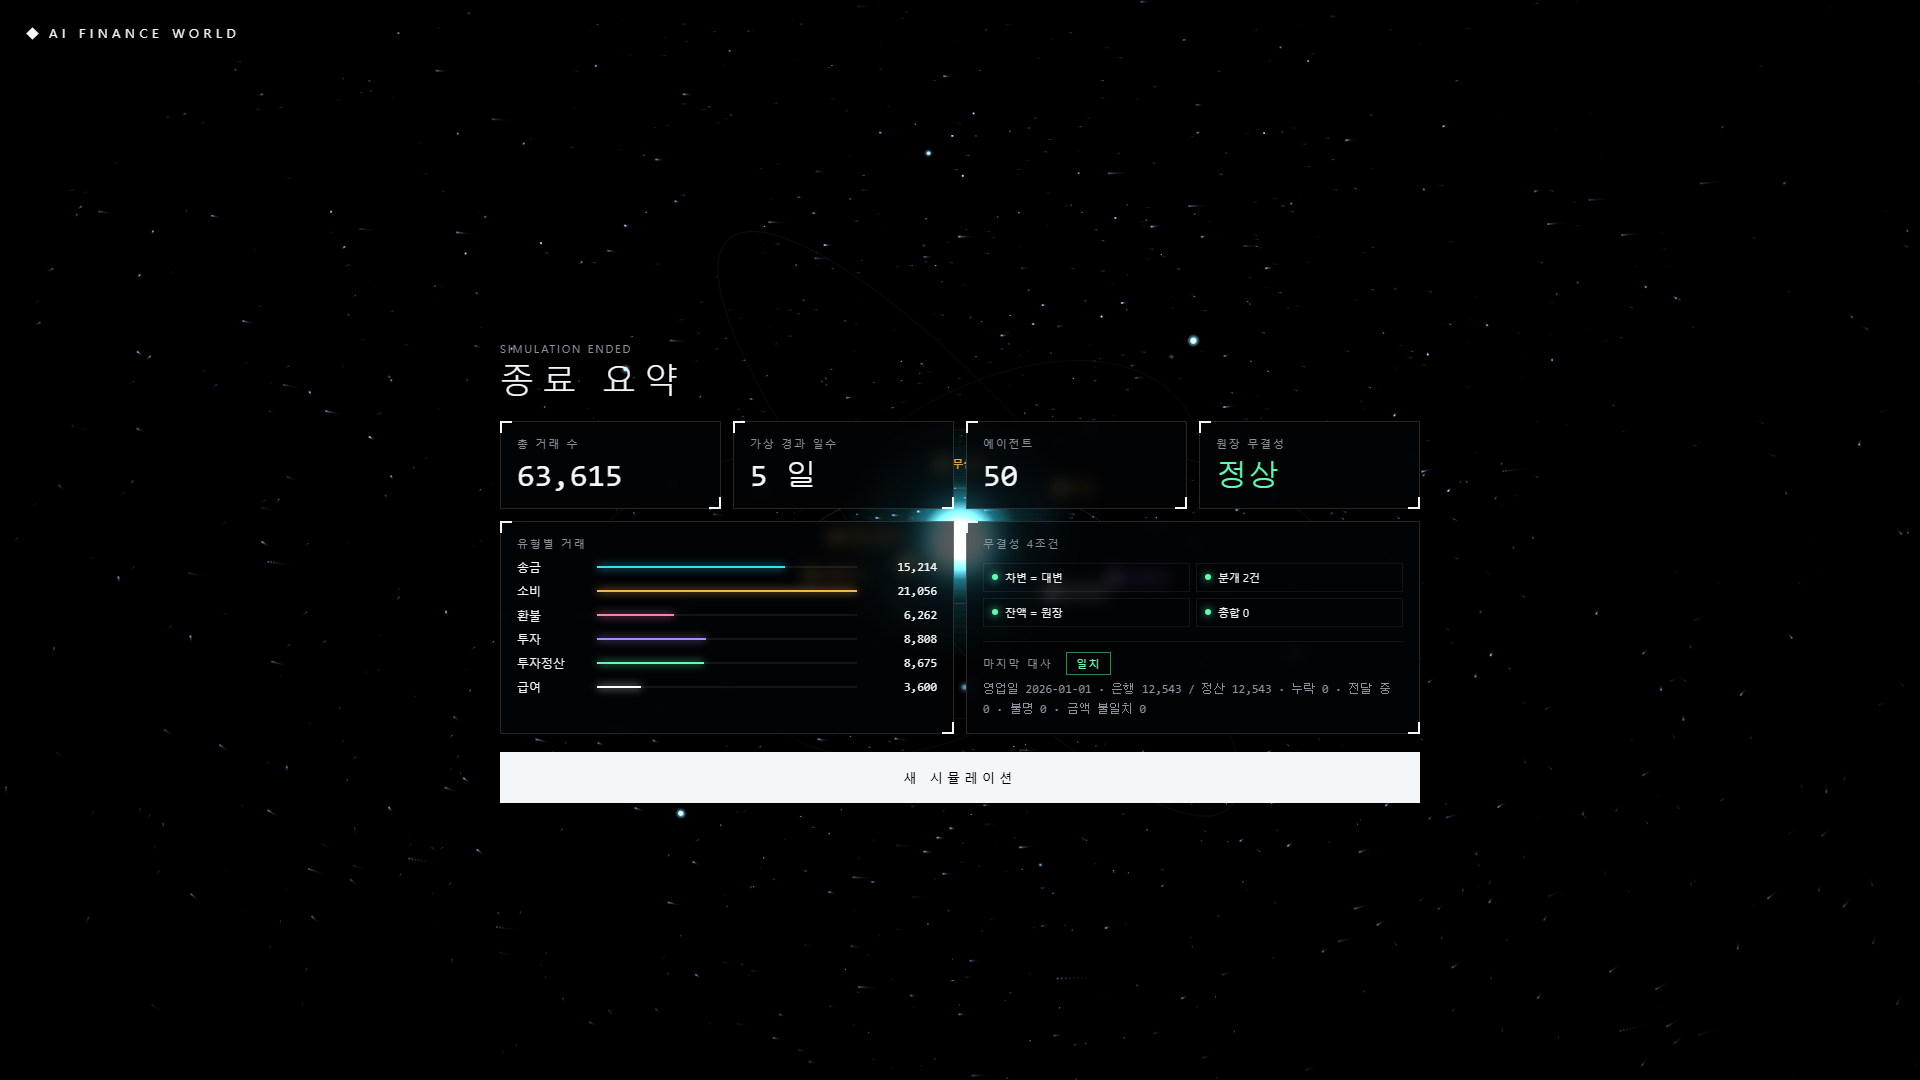 ◆ AI FINANCE WORLD
SIMULATION ENDED
종료 요약
총 거래 수
63,615
가상 경과 일수
5 일
에이전트
50
원장 무결성
정상
유형별 거래
송금 15,214
소비 21,056
환불 6,262
투자 8,808
투자정산 8,675
급여 3,600
무결성 4조건
차변 = 대변
분개 2건
잔액 = 원장
총합 0
마지막 대사 일치
영업일 2026-01-01 · 은행 12,543 / 정산 12,543 · 누락 0 · 전달 중
0 · 불명 0 · 금액 불일치 0
새 시뮬레이션